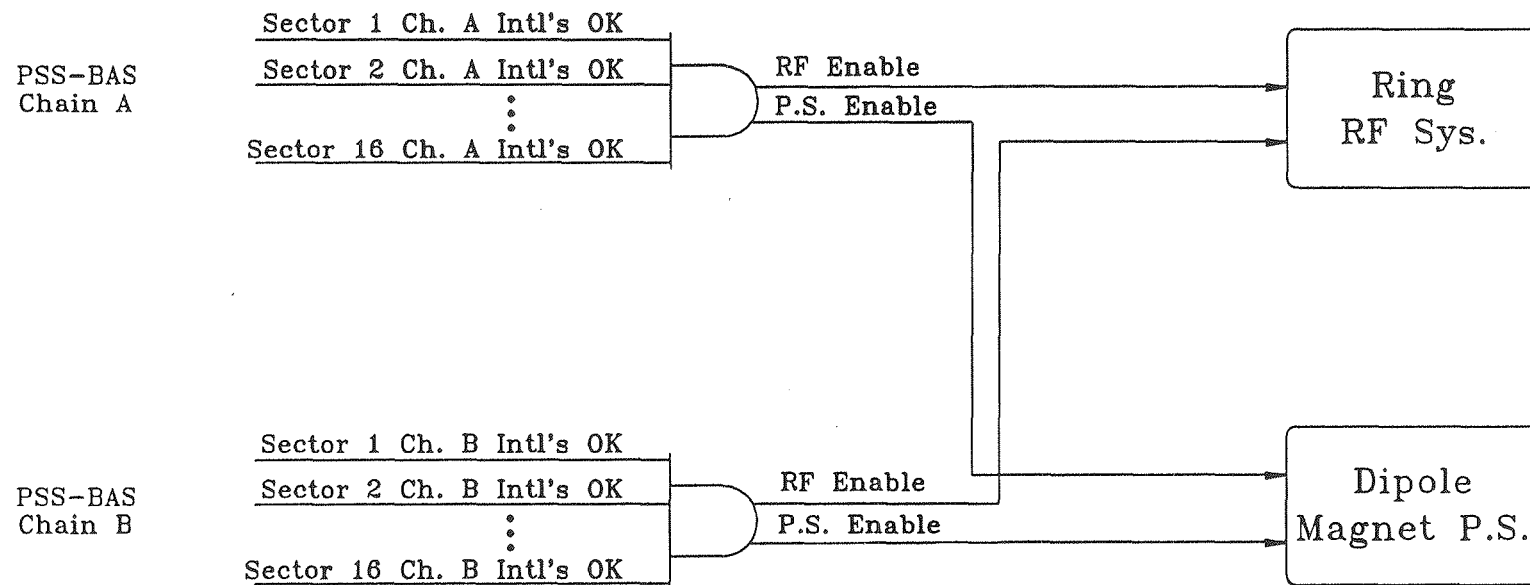 PSS-BAS
Chain A
Sector 1 Ch. A Intl's OK
Sector 2 Ch. A Intl's OK
Sector 16 Ch. A Intl's OK
RF Enable
P.S. Enable
Ring
RF Sys.
PSS-BAS
Chain B
Sector 1 Ch. B Intl's OK
Sector 2 Ch. B Intl's OK
Sector 16 Ch. B Intl's OK
RF Enable
P.S. Enable
Dipole
Magnet P.S.